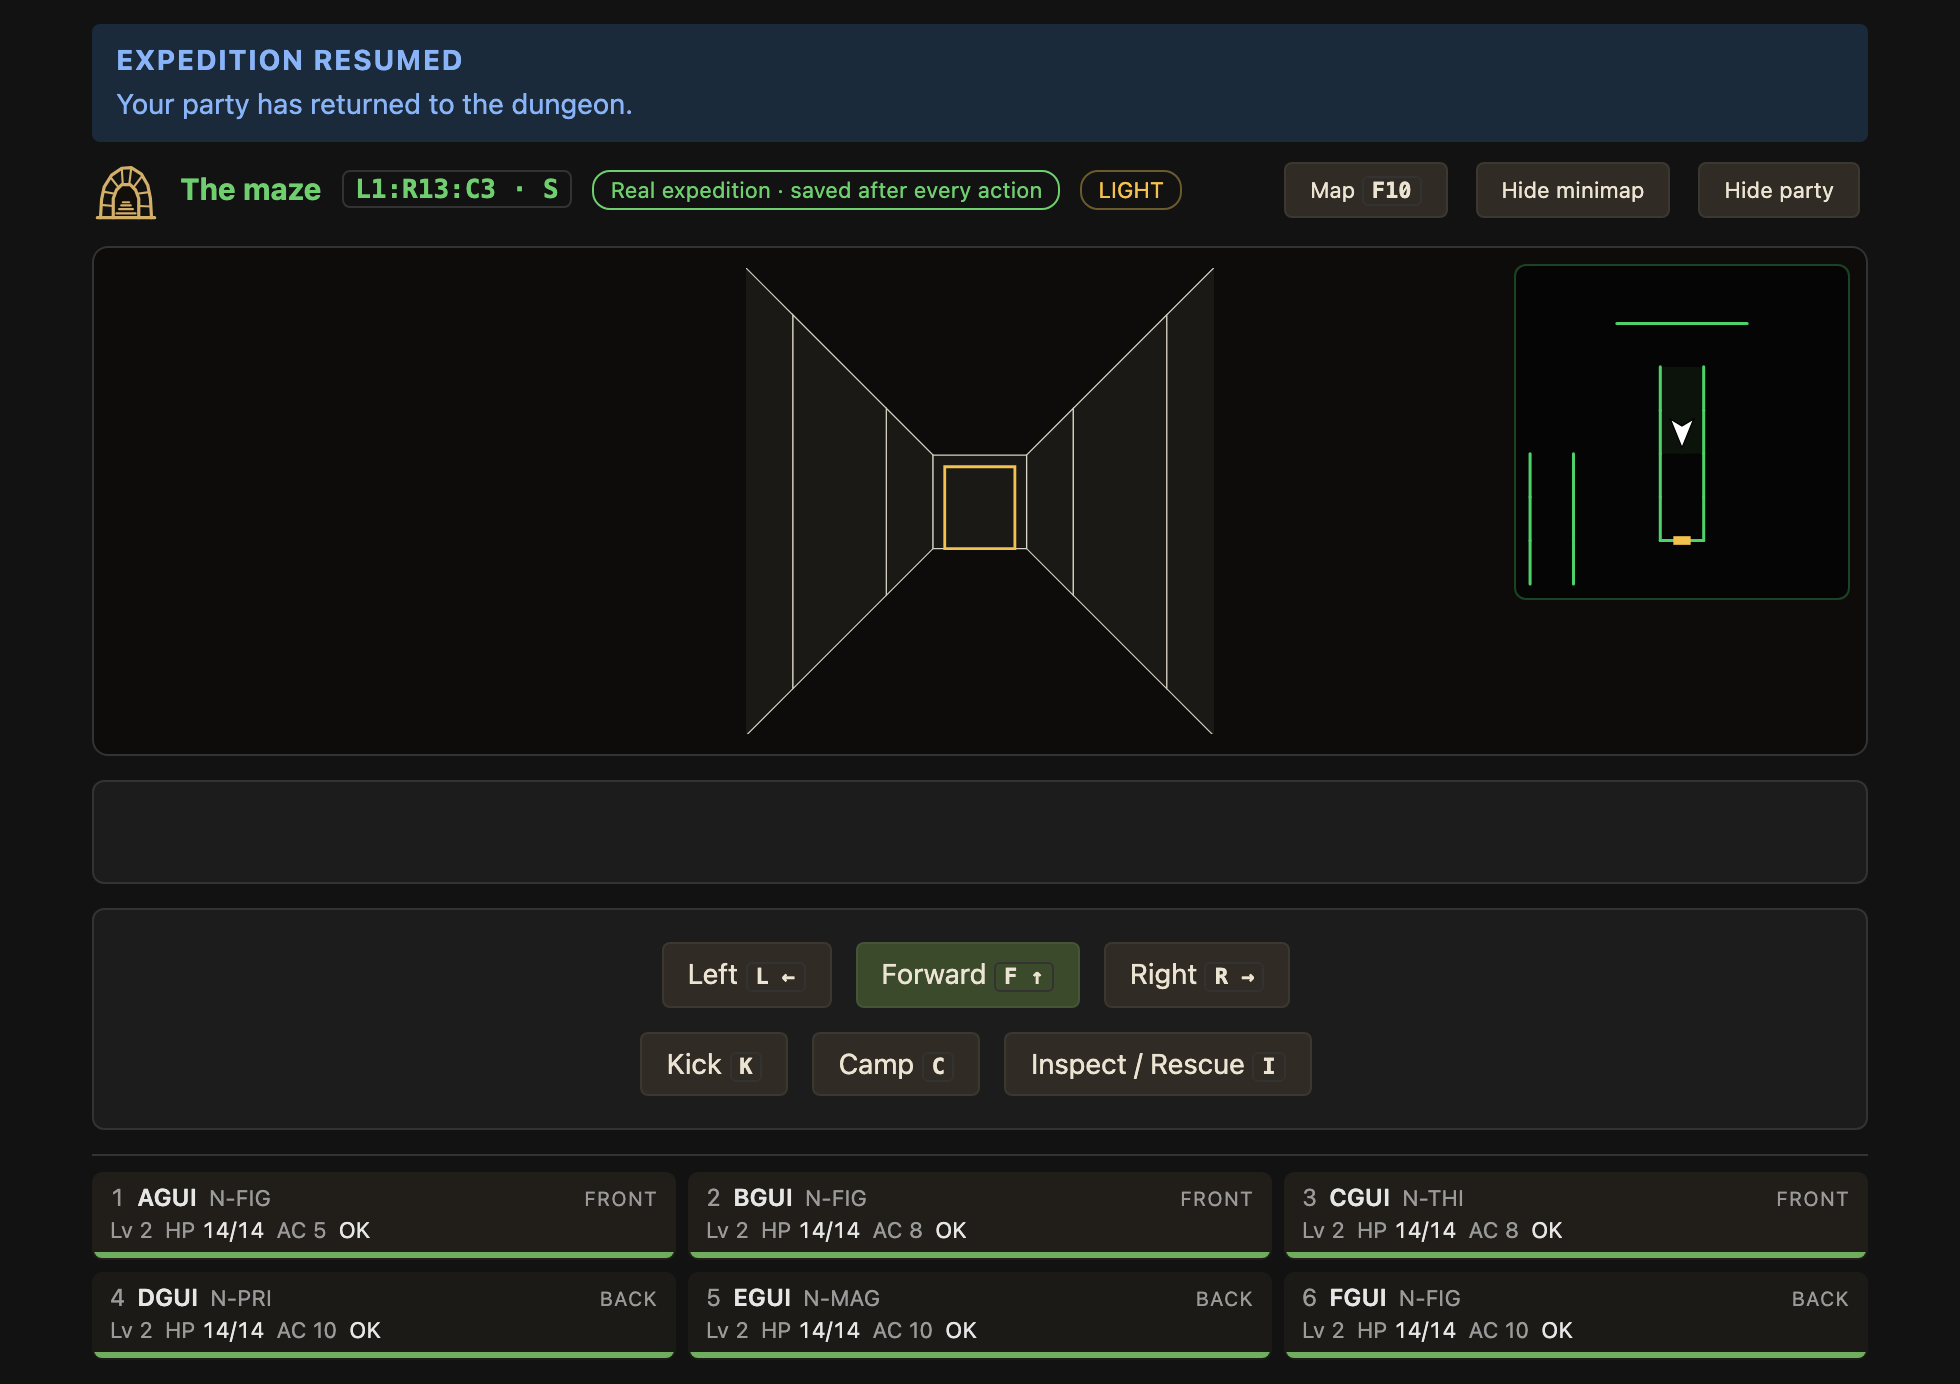 EXPEDITION RESUMED
Your party has returned to the dungeon.
The maze L1:R13:C3 · S Real expedition · saved after every action LIGHT Map F10 Hide minimap Hide party
Left L ← Forward F ↑ Right R →
Kick K Camp C Inspect / Rescue I
1 AGUI N-FIG FRONT
Lv 2 HP 14/14 AC 5 OK
2 BGUI N-FIG FRONT
Lv 2 HP 14/14 AC 8 OK
3 CGUI N-THI FRONT
Lv 2 HP 14/14 AC 8 OK
4 DGUI N-PRI BACK
Lv 2 HP 14/14 AC 10 OK
5 EGUI N-MAG BACK
Lv 2 HP 14/14 AC 10 OK
6 FGUI N-FIG BACK
Lv 2 HP 14/14 AC 10 OK